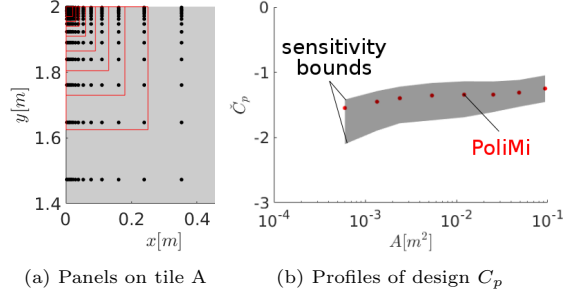 2
1.8
1.6
1.4
y[m]
0 0.2 0.4
x[m]
(a) Panels on tile A
0
-1
-2
-3
Č_p
sensitivity
bounds
PoliMi
10^-4 10^-3 10^-2 10^-1
A[m^2]
(b) Profiles of design C_p